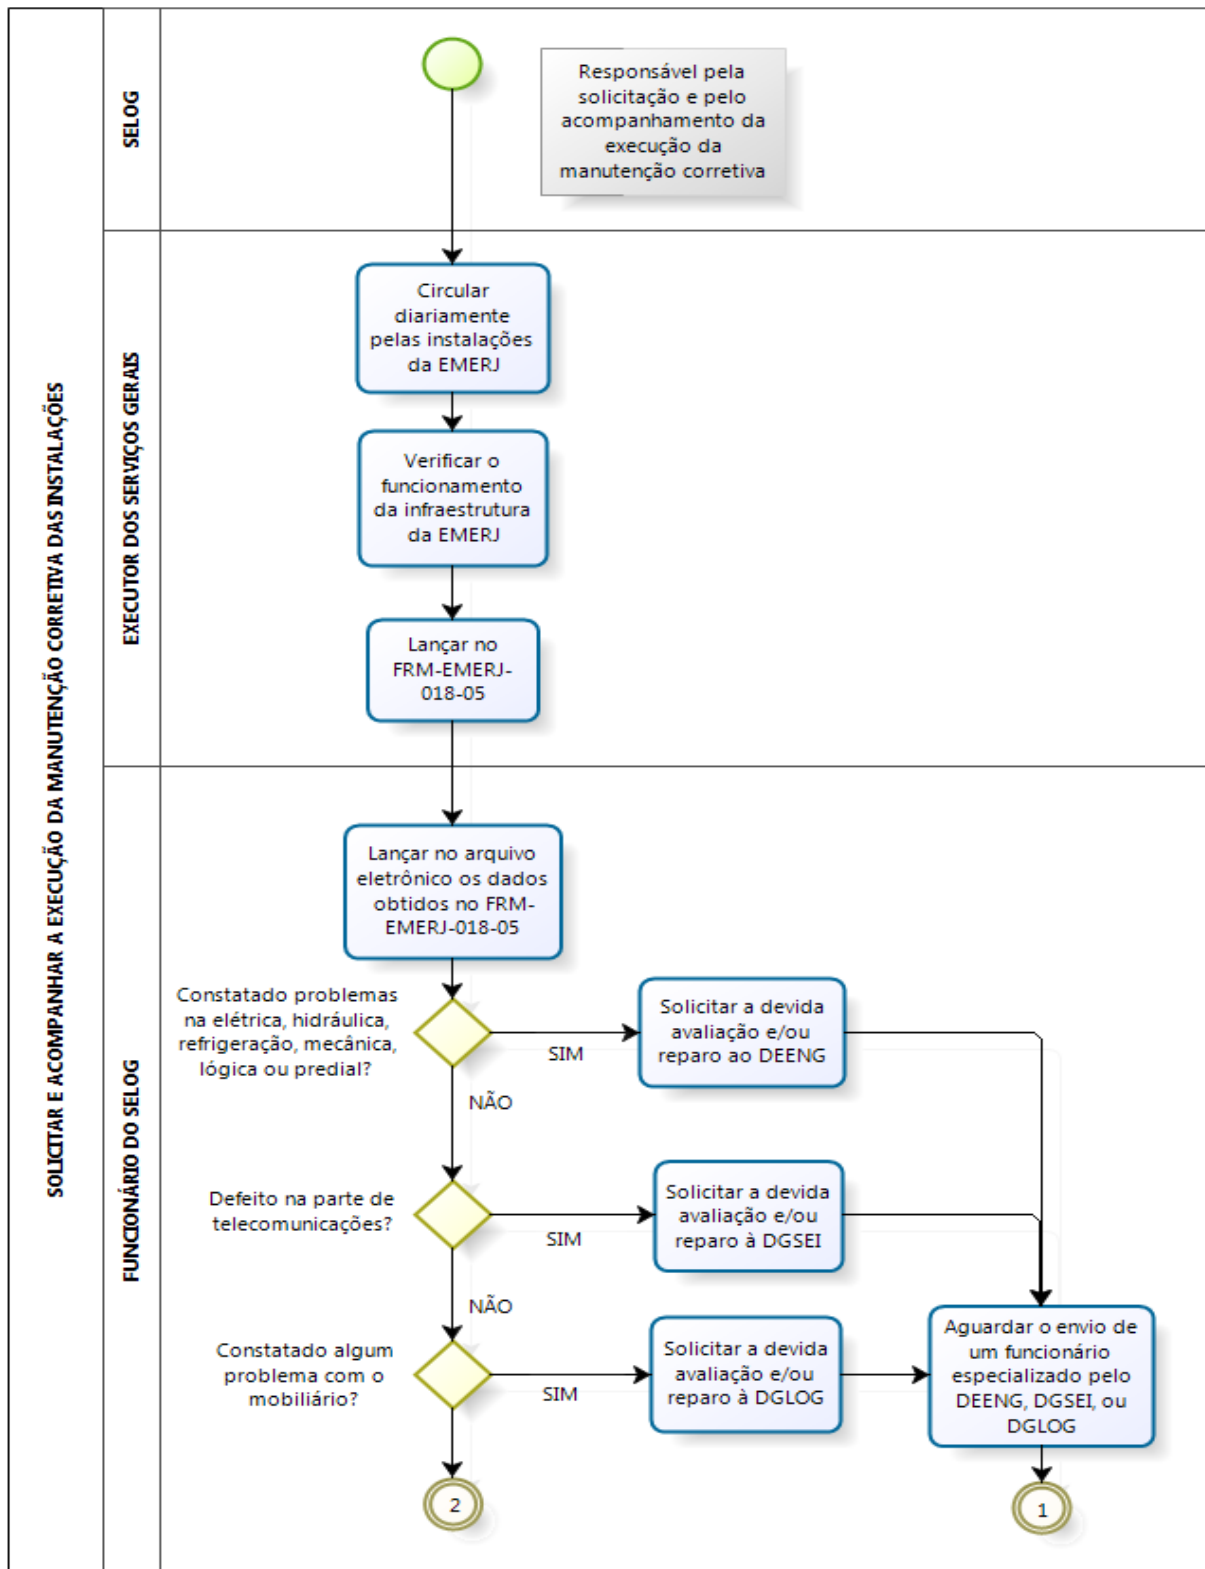 SOLICITAR E ACOMPANHAR A EXECUÇÃO DA MANUTENÇÃO CORRETIVA DAS INSTALAÇÕES
SELOG
Responsável pela
solicitação e pelo
acompanhamento da
execução da
manutenção corretiva
EXECUTOR DOS SERVIÇOS GERAIS
Circular
diariamente
pelas instalações
da EMERJ
Verificar o
funcionamento
da infraestrutura
da EMERJ
Lançar no
FRM-EMERJ-
018-05
FUNCIONÁRIO DO SELOG
Lançar no arquivo
eletrônico os dados
obtidos no FRM-
EMERJ-018-05
Constatado problemas
na elétrica, hidráulica,
refrigeração, mecânica,
lógica ou predial?
SIM
Solicitar a devida
avaliação e/ou
reparo ao DEENG
NÃO
Defeito na parte de
telecomunicações?
SIM
Solicitar a devida
avaliação e/ou
reparo à DGSEI
NÃO
Constatado algum
problema com o
mobiliário?
SIM
Solicitar a devida
avaliação e/ou
reparo à DGLOG
Aguardar o envio de
um funcionário
especializado pelo
DEENG, DGSEI, ou
DGLOG
2
1